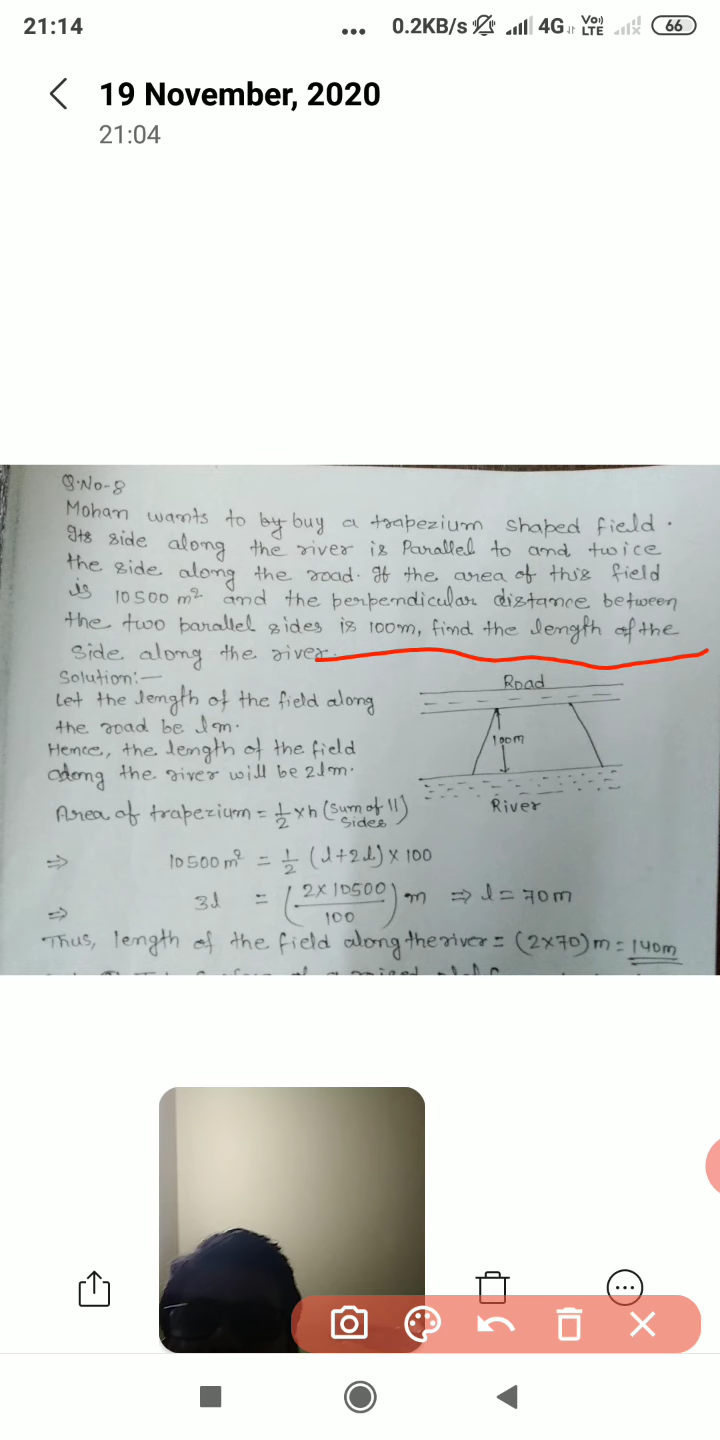 21:14
... 0.2KB/s 4G VoLTE 66
19 November, 2020
21:04
Q.No-8
Mohan wants to by buy a trapezium shaped field.
Its side along the river is Parallel to and twice
the side along the road. If the area of this field
is 10500 m² and the perpendicular distance between
the two parallel sides is 100m, find the length of the
Side along the river.
Solution:—
Let the length of the field along
the road be lm.
Hence, the length of the field
along the river will be 2lm.
Road
100m
River
Area of trapezium = 1/2 × h (Sum of 11 Sides)
⇒ 10500 m² = 1/2 (l+2l) × 100
⇒ 3l = (2×10500/100) m ⇒ l = 70m
Thus, length of the field along the river = (2×70)m = 140m